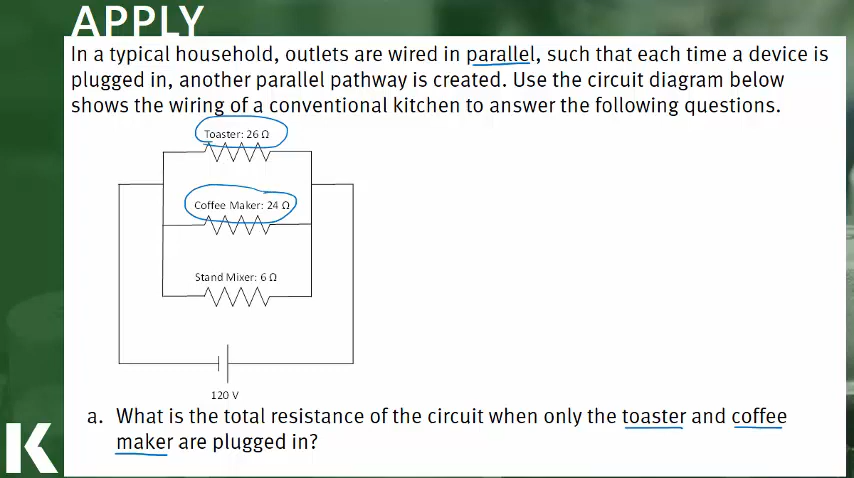 APPLY
In a typical household, outlets are wired in parallel, such that each time a device is
plugged in, another parallel pathway is created. Use the circuit diagram below
shows the wiring of a conventional kitchen to answer the following questions.
Toaster: 26 Ω
Coffee Maker: 24 Ω
Stand Mixer: 6 Ω
120 V
a. What is the total resistance of the circuit when only the toaster and coffee
maker are plugged in?
K